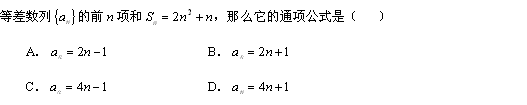 等差数列{aₙ}的前n项和Sₙ=2n²+n，那么它的通项公式是（　　）
A．aₙ=2n−1　　B．aₙ=2n+1
C．aₙ=4n−1　　D．aₙ=4n+1